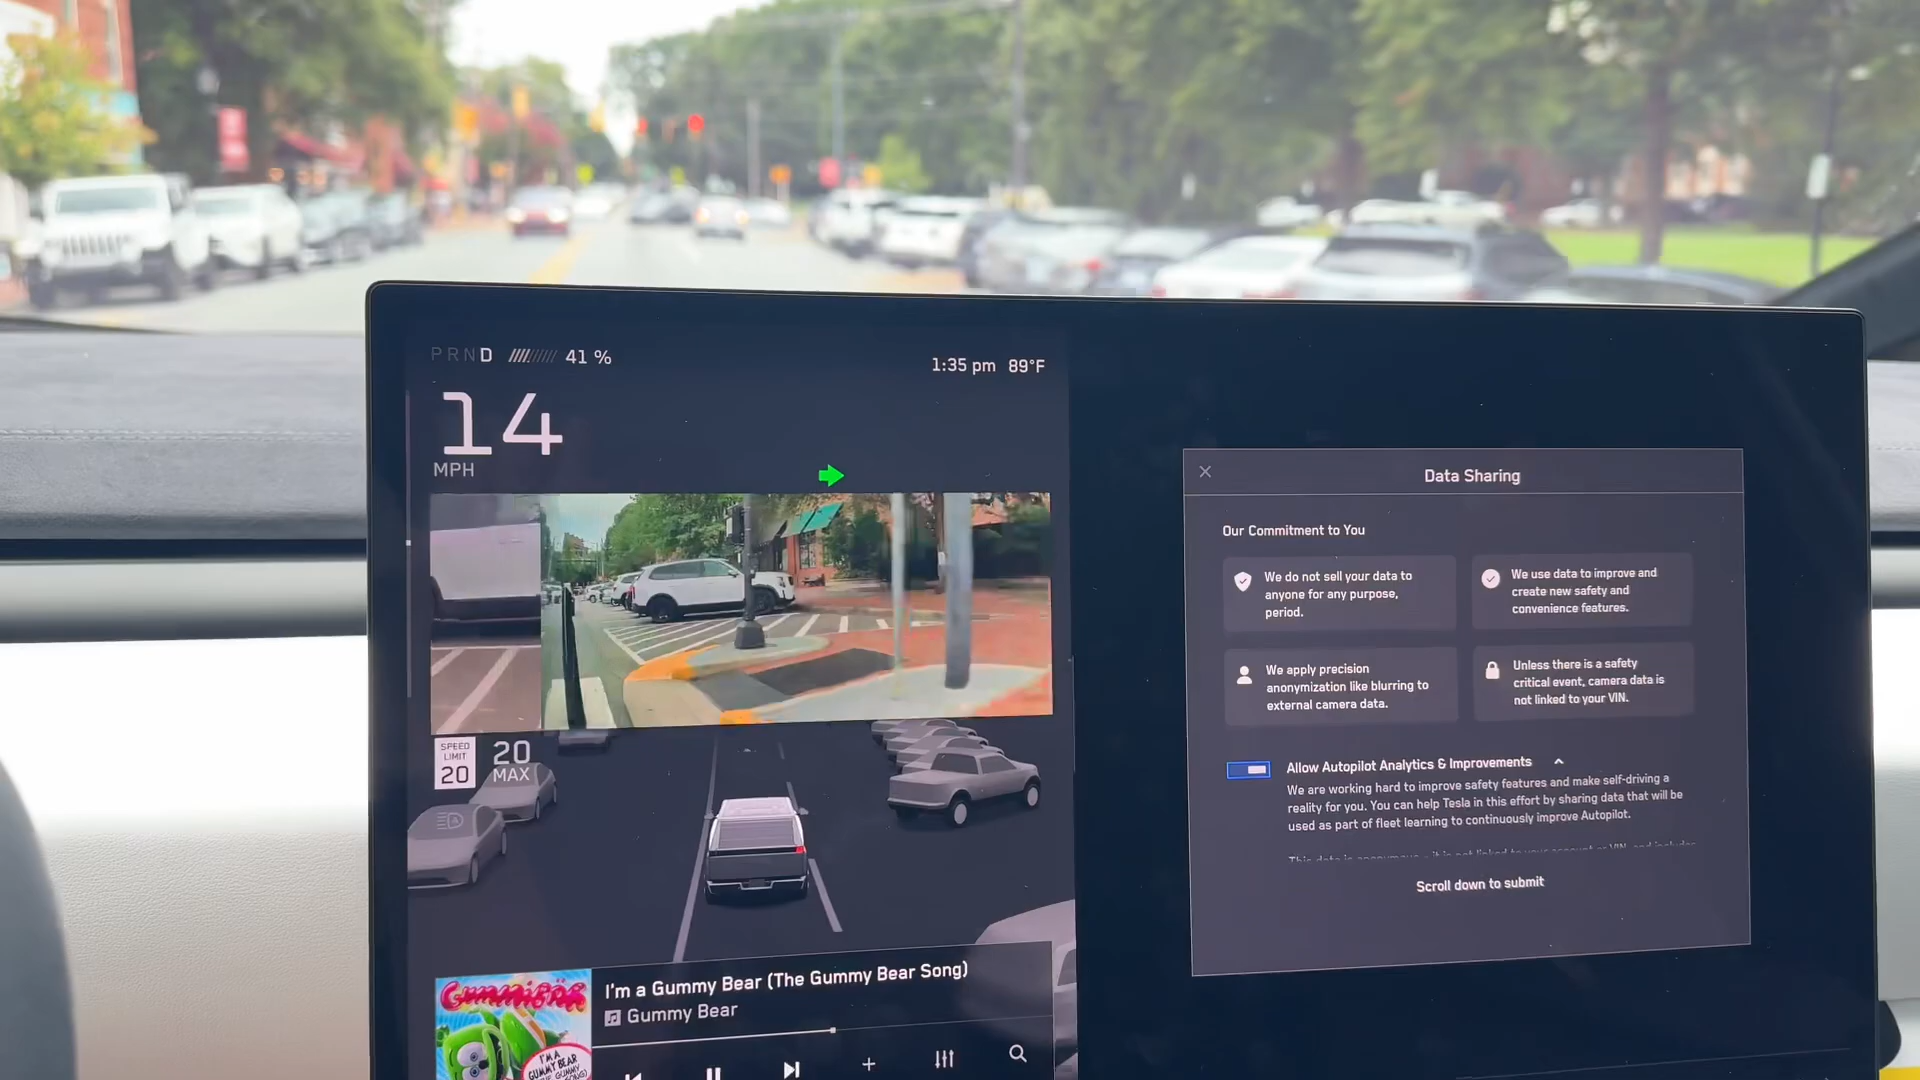 PRND 41 %
1:35 pm 89°F
14
MPH
SPEED
LIMIT
20
20
MAX
GUMMIBÄR
I'M A
GUMMY BEAR
I'm a Gummy Bear (The Gummy Bear Song)
Gummy Bear
Data Sharing
Our Commitment to You
We do not sell your data to
anyone for any purpose,
period.
We use data to improve and
create new safety and
convenience features.
We apply precision
anonymization like blurring to
external camera data.
Unless there is a safety
critical event, camera data is
not linked to your VIN.
Allow Autopilot Analytics & Improvements
We are working hard to improve safety features and make self-driving a
reality for you. You can help Tesla in this effort by sharing data that will be
used as part of fleet learning to continuously improve Autopilot.
Scroll down to submit